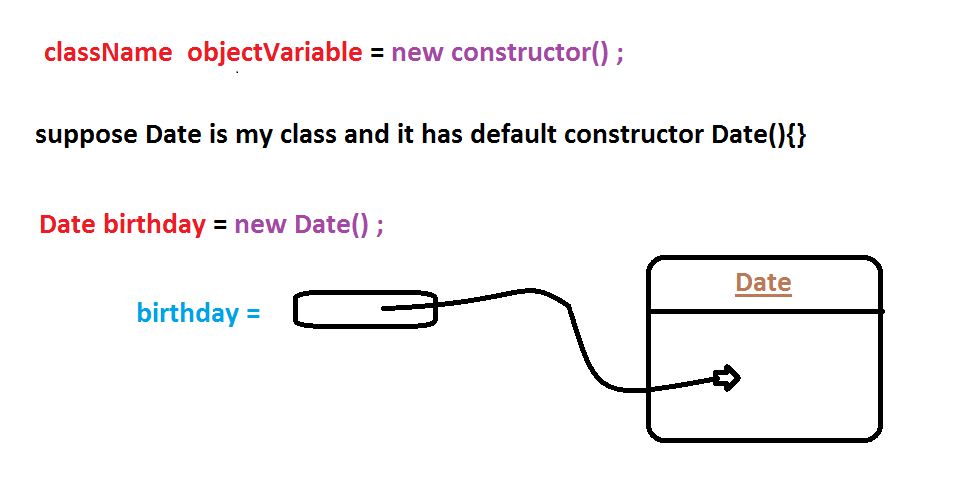 className objectVariable = new constructor() ;
suppose Date is my class and it has default constructor Date(){}
Date birthday = new Date() ;
Date
birthday =